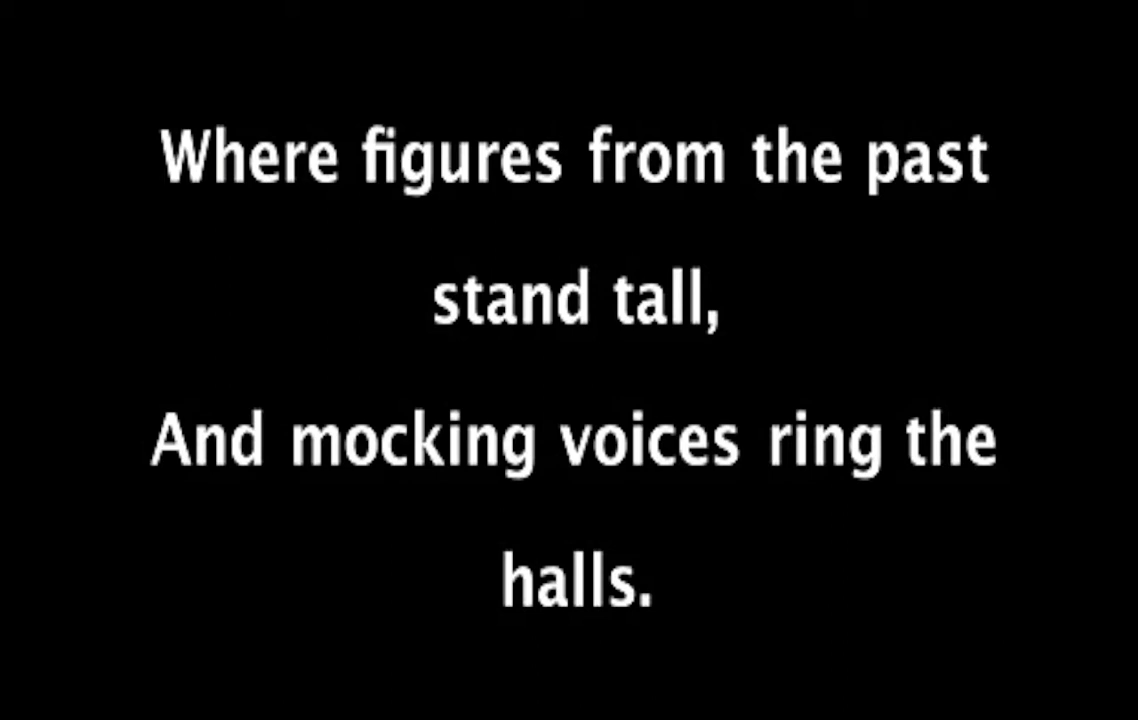 Where figures from the past
stand tall,
And mocking voices ring the
halls.